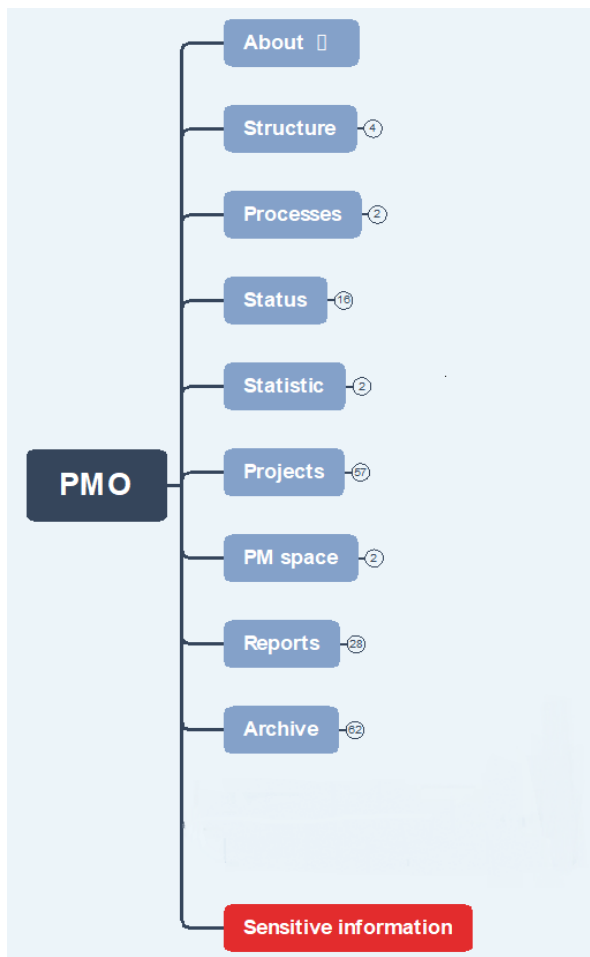 About
Structure 4
Processes 2
Status 16
Statistic 2
Projects 57
PMO
PM space 2
Reports 28
Archive 62
Sensitive information